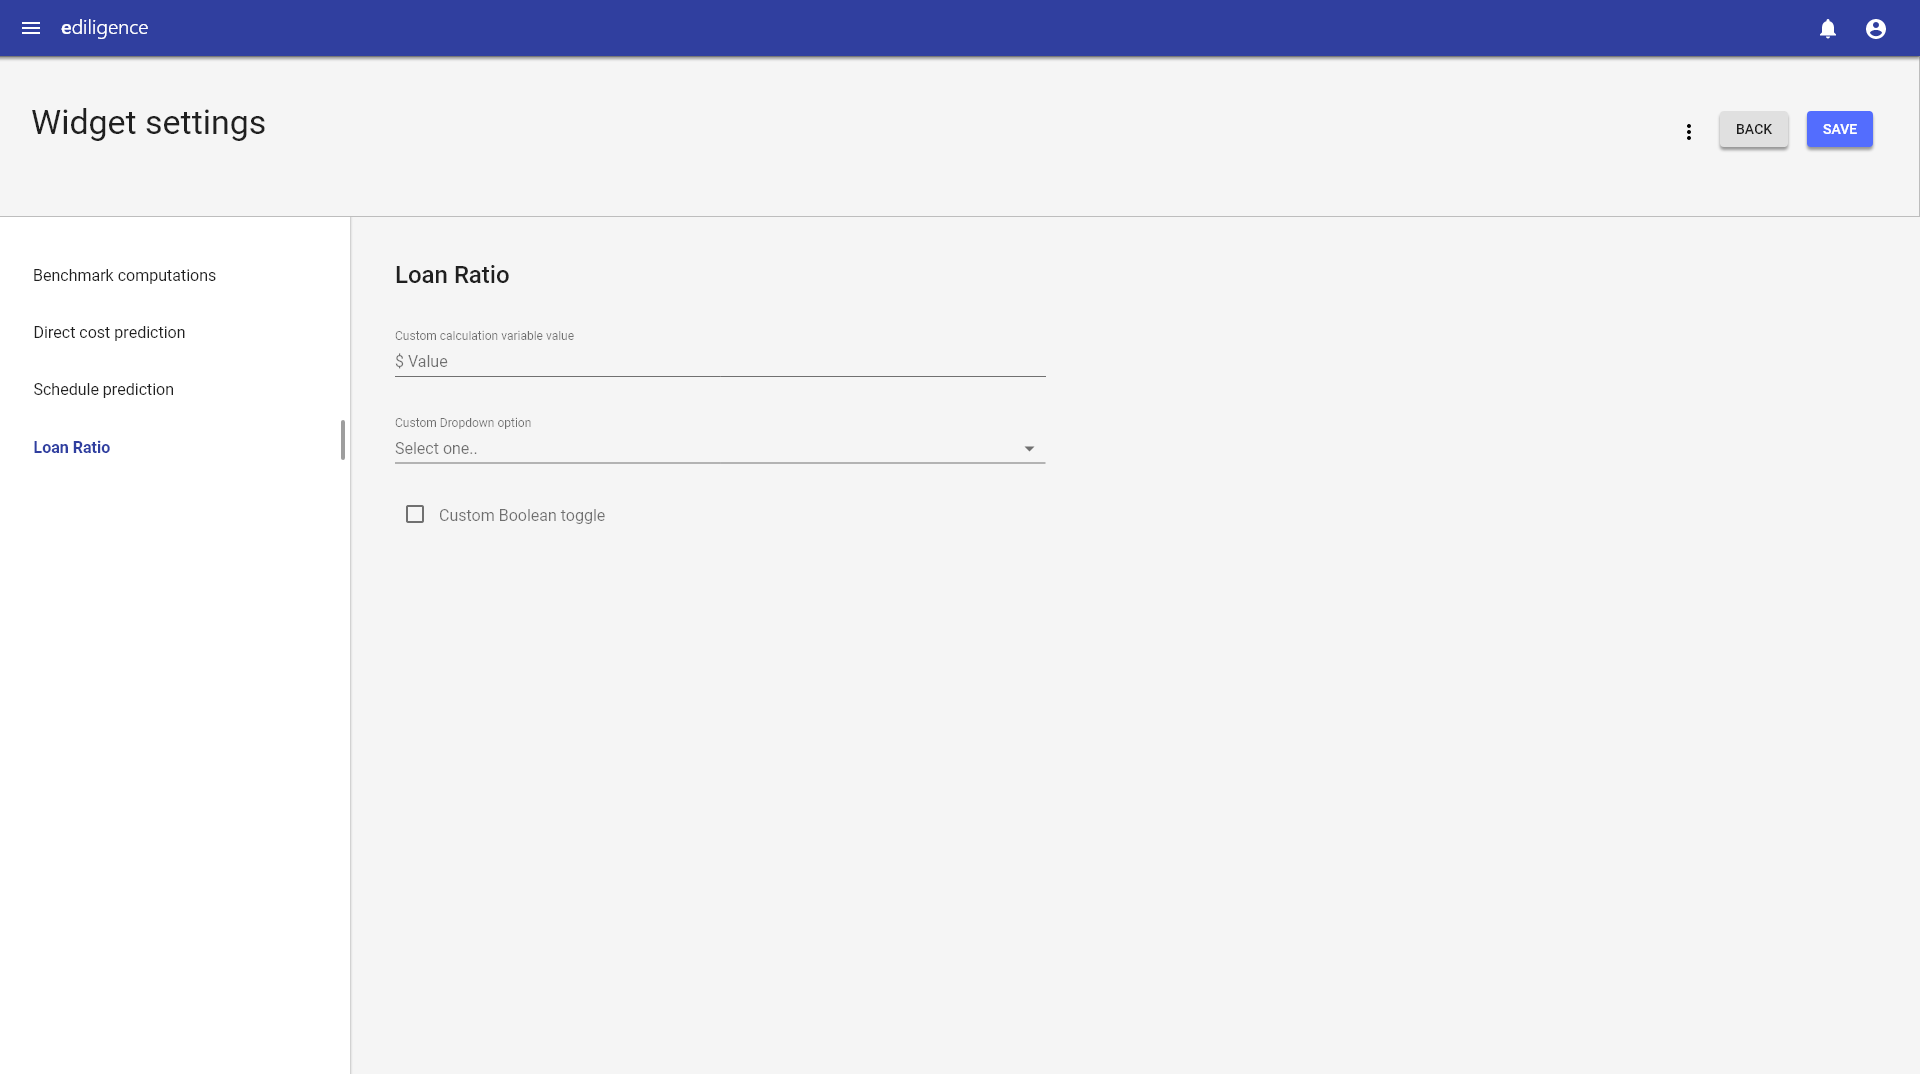 ediligence
Widget settings
BACK
SAVE
Benchmark computations
Direct cost prediction
Schedule prediction
Loan Ratio
Loan Ratio
Custom calculation variable value
$ Value
Custom Dropdown option
Select one..
Custom Boolean toggle